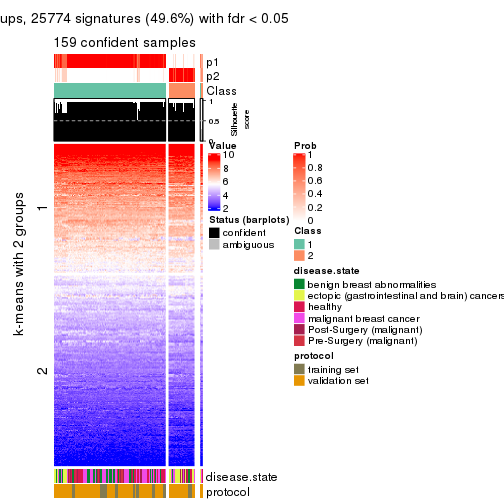 ups, 25774 signatures (49.6%) with fdr < 0.05
159 confident samples
p1
p2
Class
1
0.5
0
Silhouette
score
k-means with 2 groups
1
2
Value
10
8
6
4
2
Status (barplots)
confident
ambiguous
Prob
1
0.8
0.6
0.4
0.2
0
Class
1
2
disease.state
benign breast abnormalities
ectopic (gastrointestinal and brain) cancers
healthy
malignant breast cancer
Post-Surgery (malignant)
Pre-Surgery (malignant)
protocol
training set
validation set
disease.state
protocol